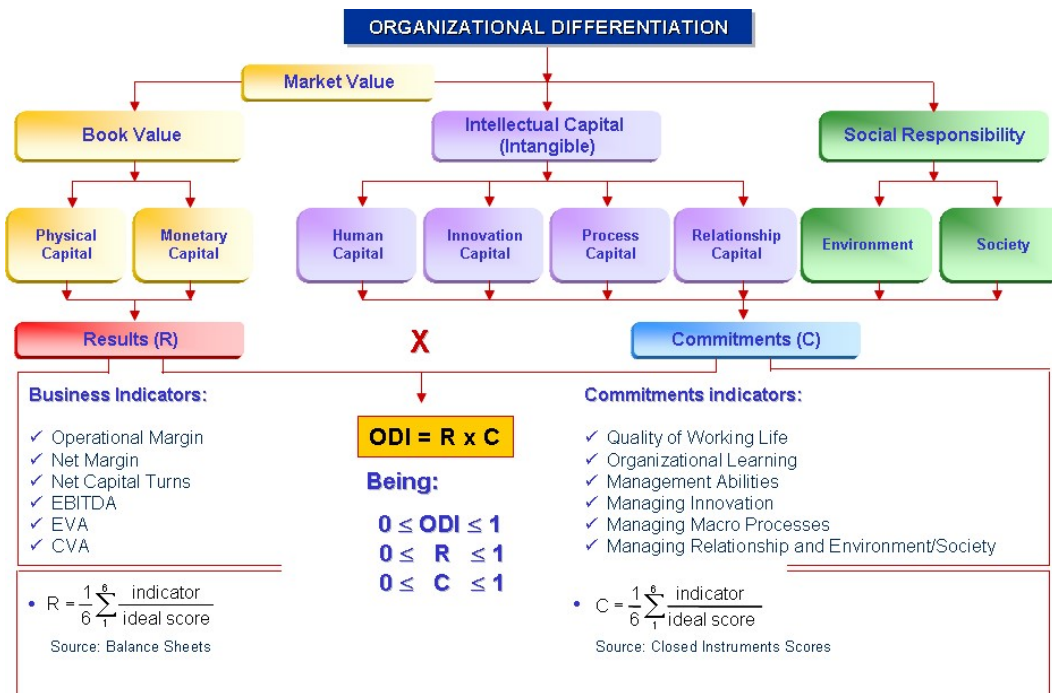 ORGANIZATIONAL DIFFERENTIATION
Market Value
Book Value
Intellectual Capital
(Intangible)
Social Responsibility
Physical
Capital
Monetary
Capital
Human
Capital
Innovation
Capital
Process
Capital
Relationship
Capital
Environment
Society
Results (R)
X
Commitments (C)
Business Indicators:
✓ Operational Margin
✓ Net Margin
✓ Net Capital Turns
✓ EBITDA
✓ EVA
✓ CVA
ODI = R x C
Being:
0 ≤ ODI ≤ 1
0 ≤ R ≤ 1
0 ≤ C ≤ 1
Commitments indicators:
✓ Quality of Working Life
✓ Organizational Learning
✓ Management Abilities
✓ Managing Innovation
✓ Managing Macro Processes
✓ Managing Relationship and Environment/Society
• R = 1/6 ∑ 6 1 indicator/ideal score
Source: Balance Sheets
• C = 1/6 ∑ 6 1 indicator/ideal score
Source: Closed Instruments Scores